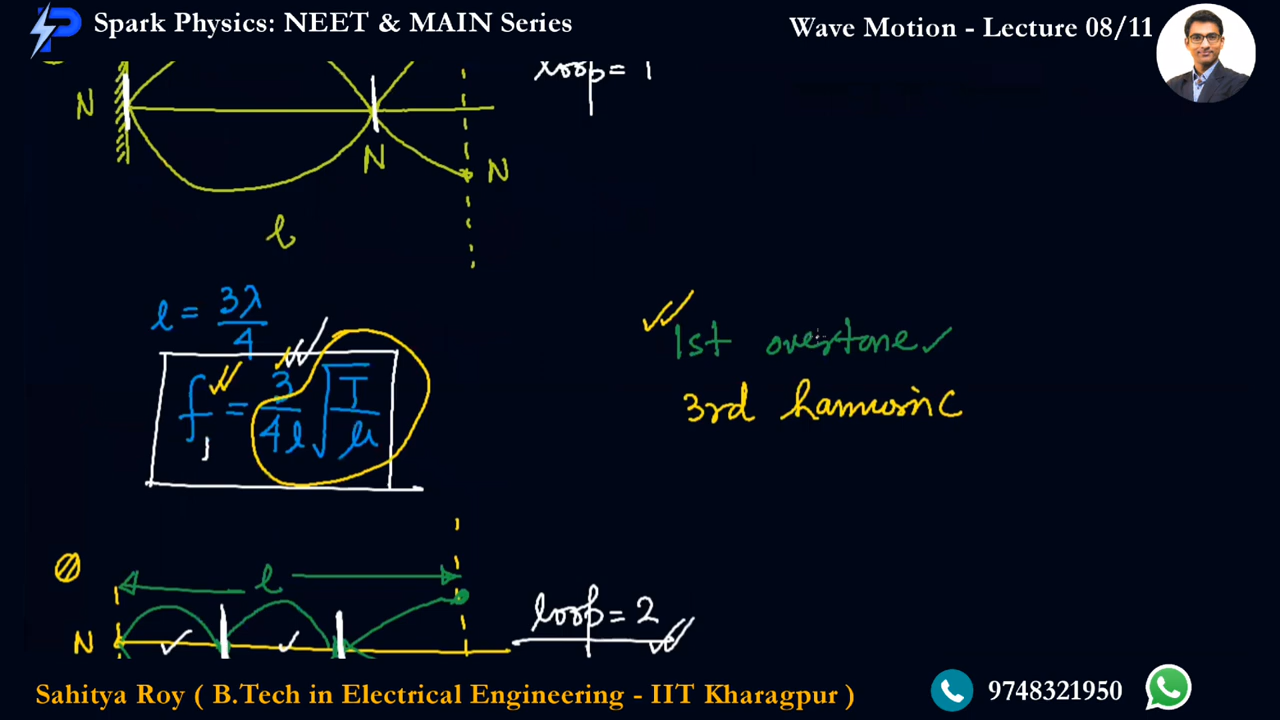 Spark Physics: NEET & MAIN Series
Wave Motion - Lecture 08/11
loop = 1
N
N
N
l
l = 3λ/4
f₁ = 3/4l √T/μ
1st overtone
3rd harmonic
l
loop = 2
N
Sahitya Roy ( B.Tech in Electrical Engineering - IIT Kharagpur )
9748321950